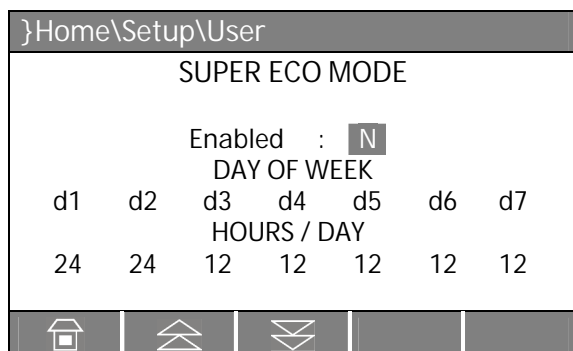 }Home\Setup\User
SUPER ECO MODE
Enabled : N
DAY OF WEEK
d1 d2 d3 d4 d5 d6 d7
HOURS / DAY
24 24 12 12 12 12 12